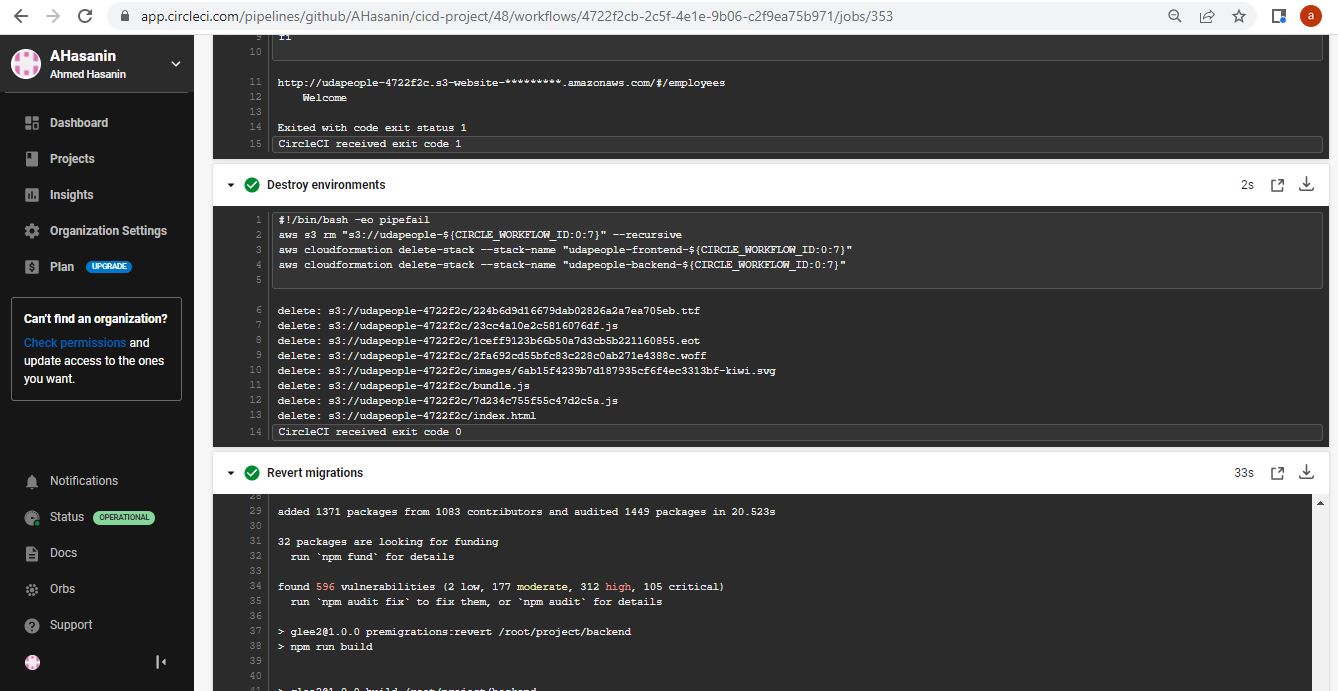 app.circleci.com/pipelines/github/AHasanin/cicd-project/48/workflows/4722f2cb-2c5f-4e1e-9b06-c2f9ea75b971/jobs/353
a
AHasanin
Ahmed Hasanin
Dashboard
Projects
Insights
Organization Settings
Plan UPGRADE
Can't find an organization?
Check permissions and
update access to the ones
you want.
Notifications
Status OPERATIONAL
Docs
Orbs
Support
9 fi
10
11 http://udapeople-4722f2c.s3-website-*********.amazonaws.com/#/employees
12 Welcome
13
14 Exited with code exit status 1
15 CircleCI received exit code 1
Destroy environments 2s
1 #!/bin/bash -eo pipefail
2 aws s3 rm "s3://udapeople-${CIRCLE_WORKFLOW_ID:0:7}" --recursive
3 aws cloudformation delete-stack --stack-name "udapeople-frontend-${CIRCLE_WORKFLOW_ID:0:7}"
4 aws cloudformation delete-stack --stack-name "udapeople-backend-${CIRCLE_WORKFLOW_ID:0:7}"
5
6 delete: s3://udapeople-4722f2c/224b6d9d16679dab02826a2a7ea705eb.ttf
7 delete: s3://udapeople-4722f2c/23cc4a10e2c5816076df.js
8 delete: s3://udapeople-4722f2c/1ceff9123b66b50a7d3cb5b221160855.eot
9 delete: s3://udapeople-4722f2c/2fa692cd55bfc83c228c0ab271e4388c.woff
10 delete: s3://udapeople-4722f2c/images/6ab15f4239b7d187935cf6f4ec3313bf-kiwi.svg
11 delete: s3://udapeople-4722f2c/bundle.js
12 delete: s3://udapeople-4722f2c/7d234c755f55c47d2c5a.js
13 delete: s3://udapeople-4722f2c/index.html
14 CircleCI received exit code 0
Revert migrations 33s
28
29 added 1371 packages from 1083 contributors and audited 1449 packages in 20.523s
30
31 32 packages are looking for funding
32 run `npm fund` for details
33
34 found 596 vulnerabilities (2 low, 177 moderate, 312 high, 105 critical)
35 run `npm audit fix` to fix them, or `npm audit` for details
36
37 > glee2@1.0.0 premigrations:revert /root/project/backend
38 > npm run build
39
40
41 > glee2@1.0.0 build /root/project/backend